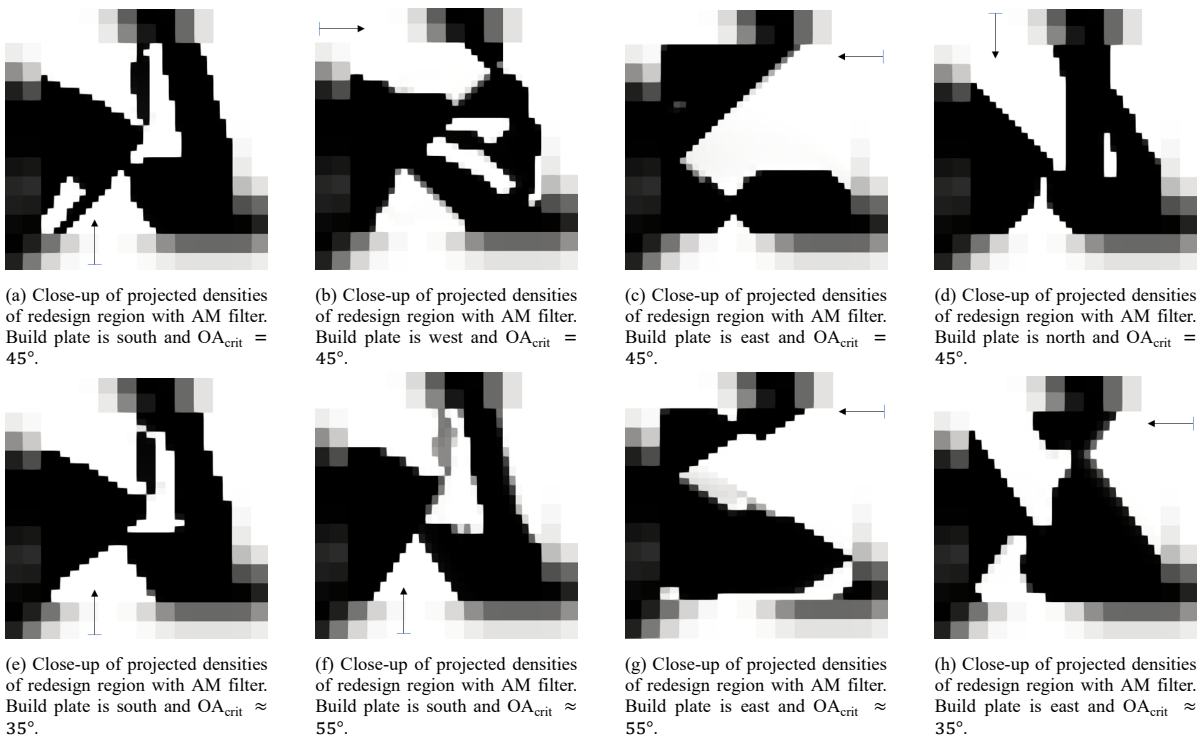 (a) Close-up of projected densities
of redesign region with AM filter.
Build plate is south and OAcrit =
45°.
(b) Close-up of projected densities
of redesign region with AM filter.
Build plate is west and OAcrit =
45°.
(c) Close-up of projected densities
of redesign region with AM filter.
Build plate is east and OAcrit =
45°.
(d) Close-up of projected densities
of redesign region with AM filter.
Build plate is north and OAcrit =
45°.
(e) Close-up of projected densities
of redesign region with AM filter.
Build plate is south and OAcrit ≈
35°.
(f) Close-up of projected densities
of redesign region with AM filter.
Build plate is south and OAcrit ≈
55°.
(g) Close-up of projected densities
of redesign region with AM filter.
Build plate is east and OAcrit ≈
55°.
(h) Close-up of projected densities
of redesign region with AM filter.
Build plate is east and OAcrit ≈
35°.